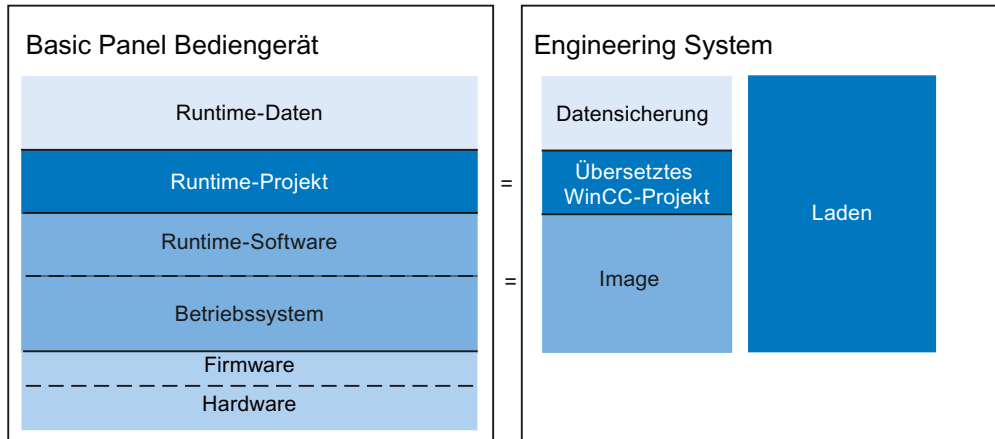 Basic Panel Bediengerät
Runtime-Daten
Runtime-Projekt
Runtime-Software
Betriebssystem
Firmware
Hardware
=
=
Engineering System
Datensicherung
Übersetztes
WinCC-Projekt
Image
Laden